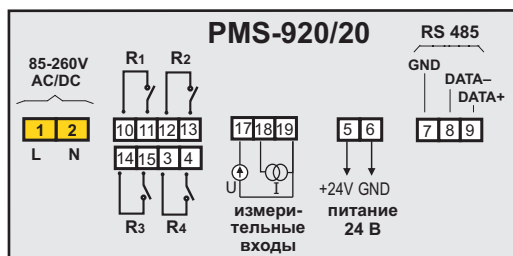 PMS-920/20
RS 485
85-260V
AC/DC
R1 R2
GND
DATA–
DATA+
1 2
10 11 12 13
17 18 19
5 6
7 8 9
L N
14 15 3 4
U I
+24V GND
R3 R4
измери-
тельные
входы
питание
24 В